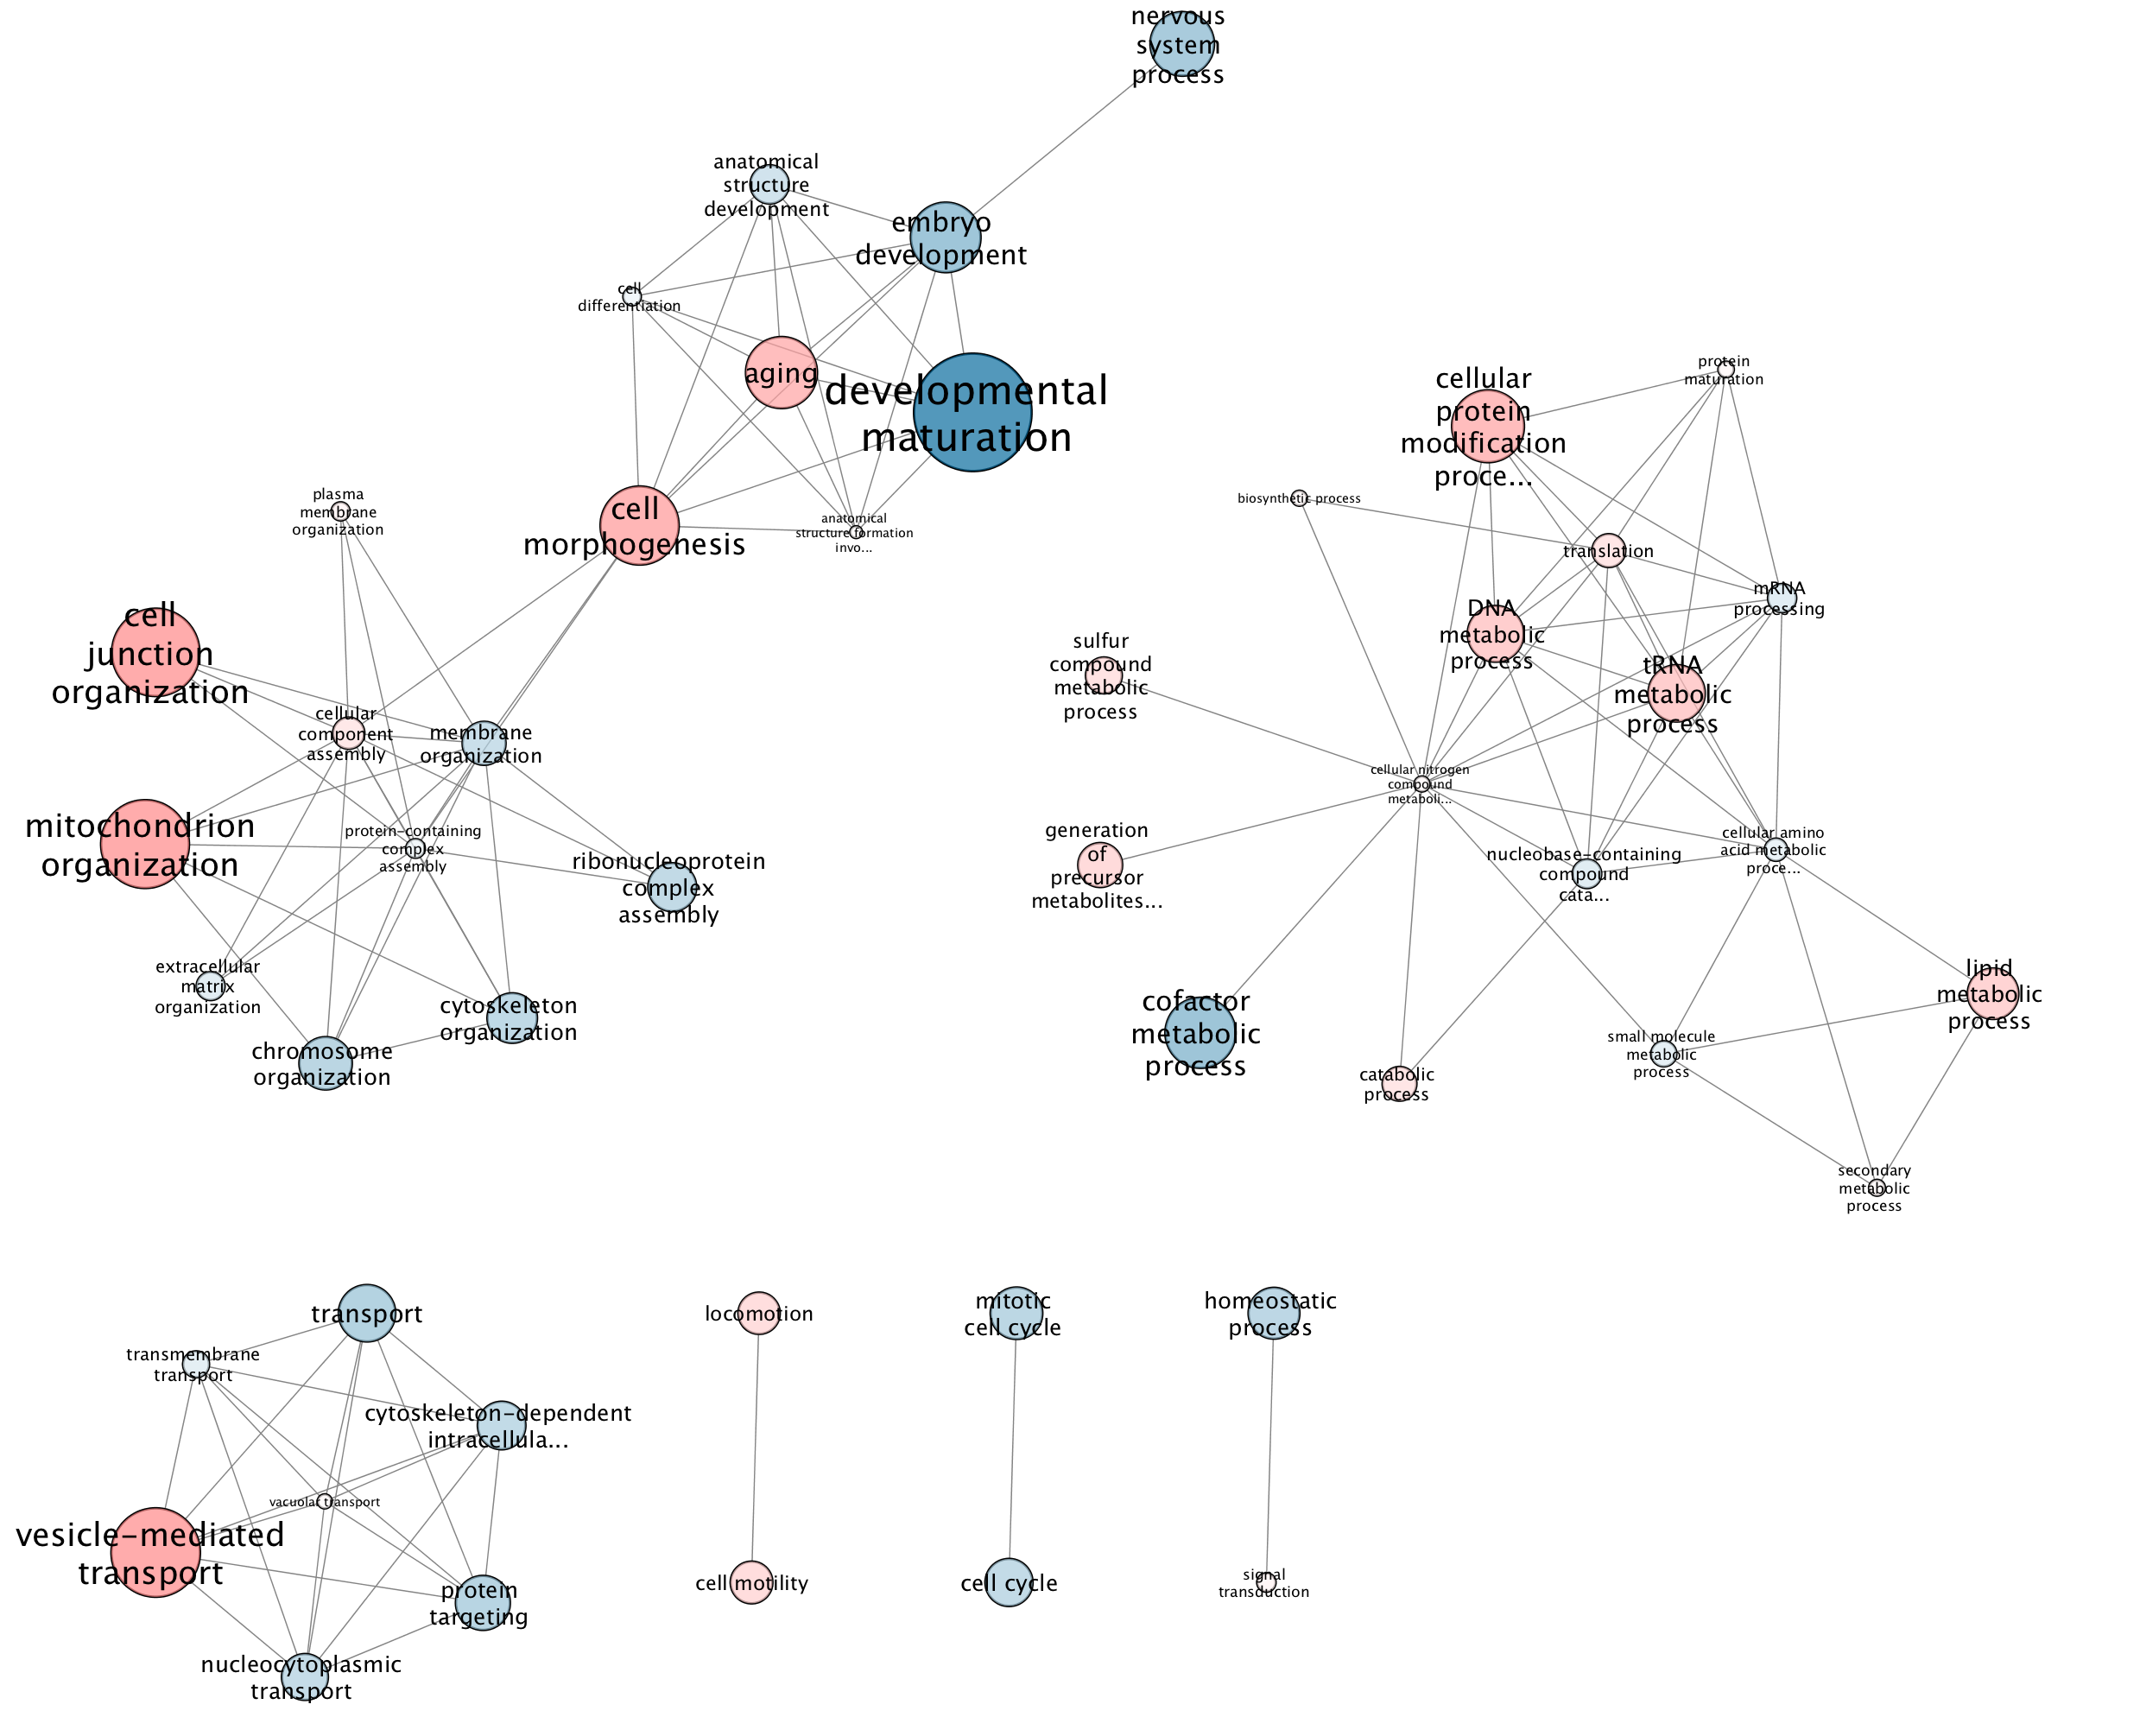 nervous
system
process
anatomical
structure
development
embryo
development
cell
differentiation
aging
developmental
maturation
cell
morphogenesis
anatomical
structure formation
invo...
plasma
membrane
organization
cell
junction
organization
cellular
component
assembly
membrane
organization
mitochondrion
organization
protein-containing
complex
assembly
ribonucleoprotein
complex
assembly
extracellular
matrix
organization
cytoskeleton
organization
chromosome
organization
cellular
protein
modification
proce...
protein
maturation
biosynthetic process
translation
mRNA
processing
DNA
metabolic
process
tRNA
metabolic
process
sulfur
compound
metabolic
process
cellular nitrogen
compound
metaboli...
generation
of
precursor
metabolites...
nucleobase-containing
compound
cata...
cellular amino
acid metabolic
proce...
cofactor
metabolic
process
catabolic
process
small molecule
metabolic
process
lipid
metabolic
process
secondary
metabolic
process
transport
transmembrane
transport
cytoskeleton-dependent
intracellula...
vacuolar transport
vesicle-mediated
transport
protein
targeting
nucleocytoplasmic
transport
locomotion
cell motility
mitotic
cell cycle
cell cycle
homeostatic
process
signal
transduction